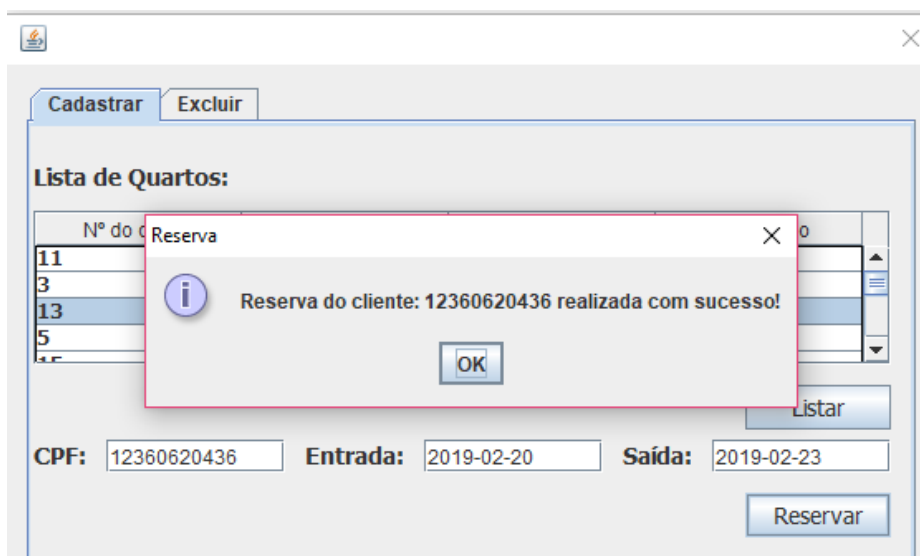 Cadastrar Excluir
Lista de Quartos:
N° do
Reserva
11
3
13
5
Reserva do cliente: 12360620436 realizada com sucesso!
OK
Listar
CPF: 12360620436 Entrada: 2019-02-20 Saída: 2019-02-23
Reservar